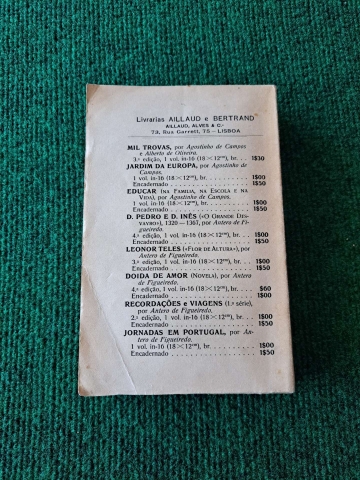 Livrarias AILLAUD e BERTRAND
AILLAUD, ALVES & C.ª
73, Rua Garrett, 75 — LISBOA
MIL TROVAS, por Agostinho de Campos
e Alberto de Oliveira.
3.ª edição, 1 vol. in-16 (18×12cm), br. . . 1$30
JARDIM DA EUROPA, por Agostinho de
Campos.
1 vol. in-16 (18×12cm), br. . . . . . . . . 1$00
Encadernado . . . . . . . . . . . . . . . . 1$50
EDUCAR (NA FAMÍLIA, NA ESCOLA E NA
VIDA), por Agostinho de Campos.
1 vol. in-16 (18×12cm), br. . . . . . . . . 1$00
Encadernado . . . . . . . . . . . . . . . . 1$50
D. PEDRO E D. INÊS («O GRANDE DES-
VAYRO»), 1320 — 1367, por Antero de Fi-
gueiredo.
4.ª edição, 1 vol. in-16 (18×12cm), br. . . 1$00
Encadernado . . . . . . . . . . . . . . . . 1$50
LEONOR TELES («FLOR DE ALTURA»), por
Antero de Figueiredo.
3.ª edição, 1 vol. in-16 (18×12cm), br. . . 1$00
Encadernado . . . . . . . . . . . . . . . . 1$50
DOIDA DE AMOR (NOVELA), por Antero
de Figueiredo.
4.ª edição, 1 vol. in-16 (18×12cm), br. . . $60
Encadernado . . . . . . . . . . . . . . . . 1$00
RECORDAÇÕES e VIAGENS (1.ª série),
por Antero de Figueiredo.
2.ª edição, 1 vol. in-16 (18×12cm), br. . . 1$00
Encadernado . . . . . . . . . . . . . . . . 1$50
JORNADAS EM PORTUGAL, por An-
tero de Figueiredo.
1 vol. in-16 (18×12cm), br. . . . . . . . . 1$00
Encadernado . . . . . . . . . . . . . . . . 1$50